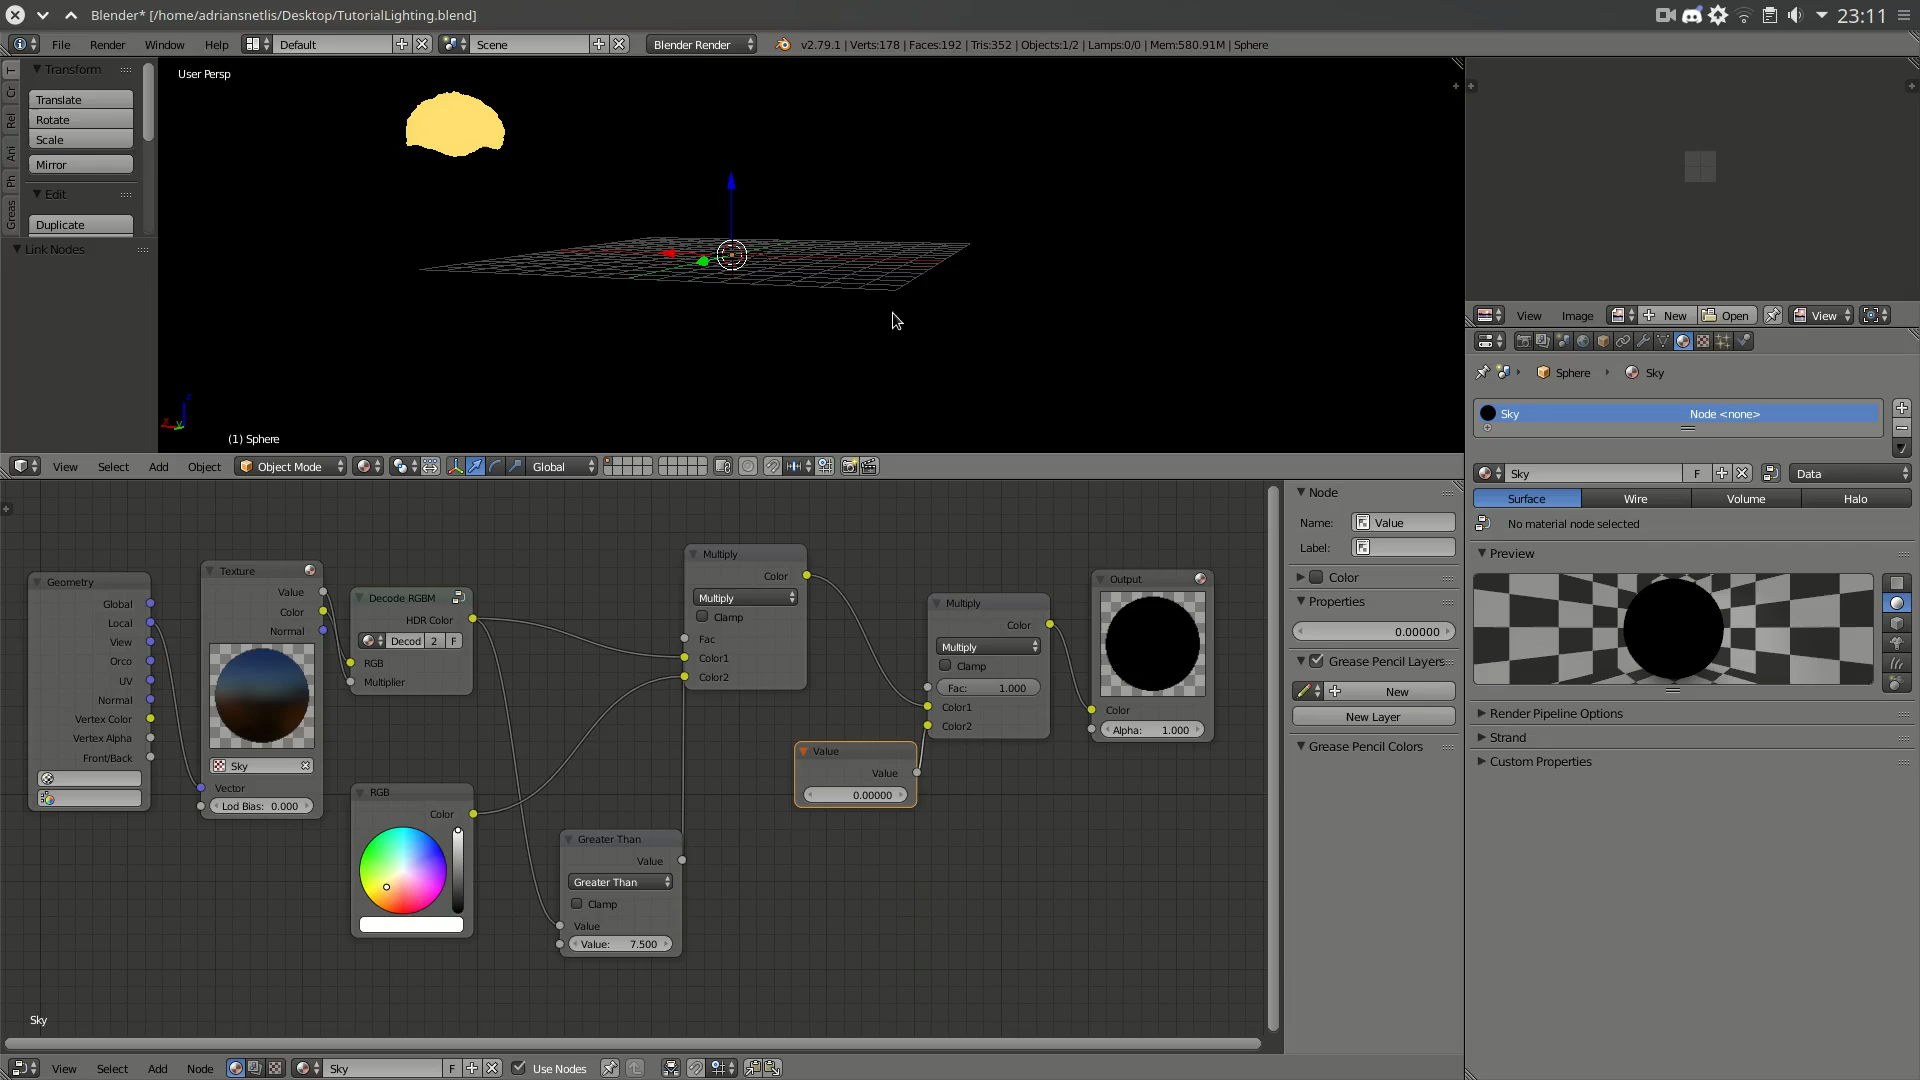 Blender* [/home/adriansnetlis/Desktop/TutorialLighting.blend]
23:11
File Render Window Help Default Scene Blender Render v2.79.1 | Verts:178 | Faces:192 | Tris:352 | Objects:1/2 | Lamps:0/0 | Mem:580.91M | Sphere
T
Cr
Rel
Ani
Ph
Greas
Transform
Translate
Rotate
Scale
Mirror
Edit
Duplicate
Link Nodes
User Persp
(1) Sphere
View Select Add Object Object Mode Global
View Image New Open View
Sphere Sky
Sky Node <none>
Sky F Data
Surface Wire Volume Halo
No material node selected
Preview
Render Pipeline Options
Strand
Custom Properties
Geometry
Global
Local
View
Orco
UV
Normal
Vertex Color
Vertex Alpha
Front/Back
Texture
Value
Color
Normal
Sky
Vector
Lod Bias: 0.000
Decode RGBM
HDR Color
Decod 2 F
RGB
Multiplier
RGB
Color
Greater Than
Value
Greater Than
Clamp
Value
Value: 7.500
Multiply
Color
Multiply
Clamp
Fac
Color1
Color2
Value
Value
0.00000
Multiply
Color
Multiply
Clamp
Fac: 1.000
Color1
Color2
Output
Color
Alpha: 1.000
Node
Name: Value
Label:
Color
Properties
0.00000
Grease Pencil Layers
New
New Layer
Grease Pencil Colors
Sky
View Select Add Node Sky F Use Nodes